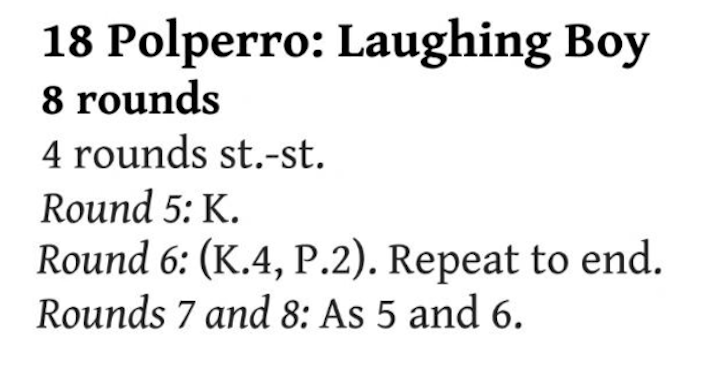 18 Polperro: Laughing Boy
8 rounds
4 rounds st.-st.
Round 5: K.
Round 6: (K.4, P.2). Repeat to end.
Rounds 7 and 8: As 5 and 6.